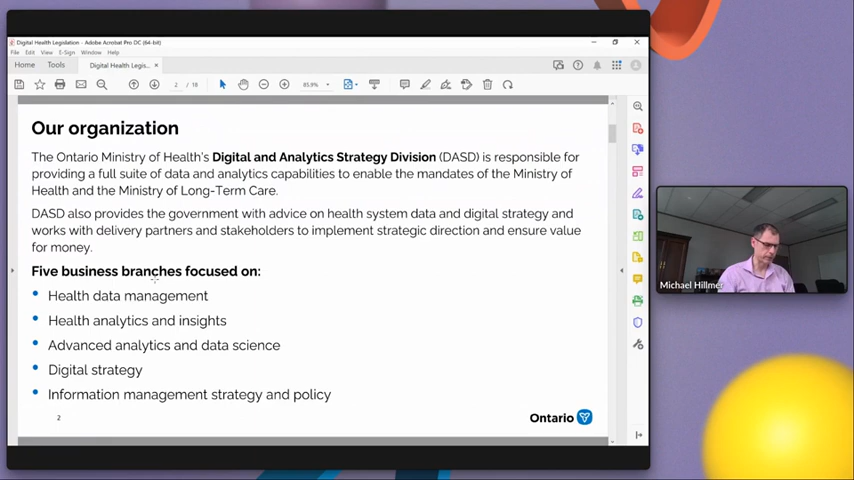 Digital Health Legislation - Adobe Acrobat Pro DC (64-bit)
File Edit View E-Sign Window Help
Home Tools Digital Health Legis... ×
2 / 18 85.9%
Our organization
The Ontario Ministry of Health's Digital and Analytics Strategy Division (DASD) is responsible for
providing a full suite of data and analytics capabilities to enable the mandates of the Ministry of
Health and the Ministry of Long-Term Care.
DASD also provides the government with advice on health system data and digital strategy and
works with delivery partners and stakeholders to implement strategic direction and ensure value
for money.
Five business branches focused on:
Health data management
Health analytics and insights
Advanced analytics and data science
Digital strategy
Information management strategy and policy
2
Ontario
Michael Hillmer